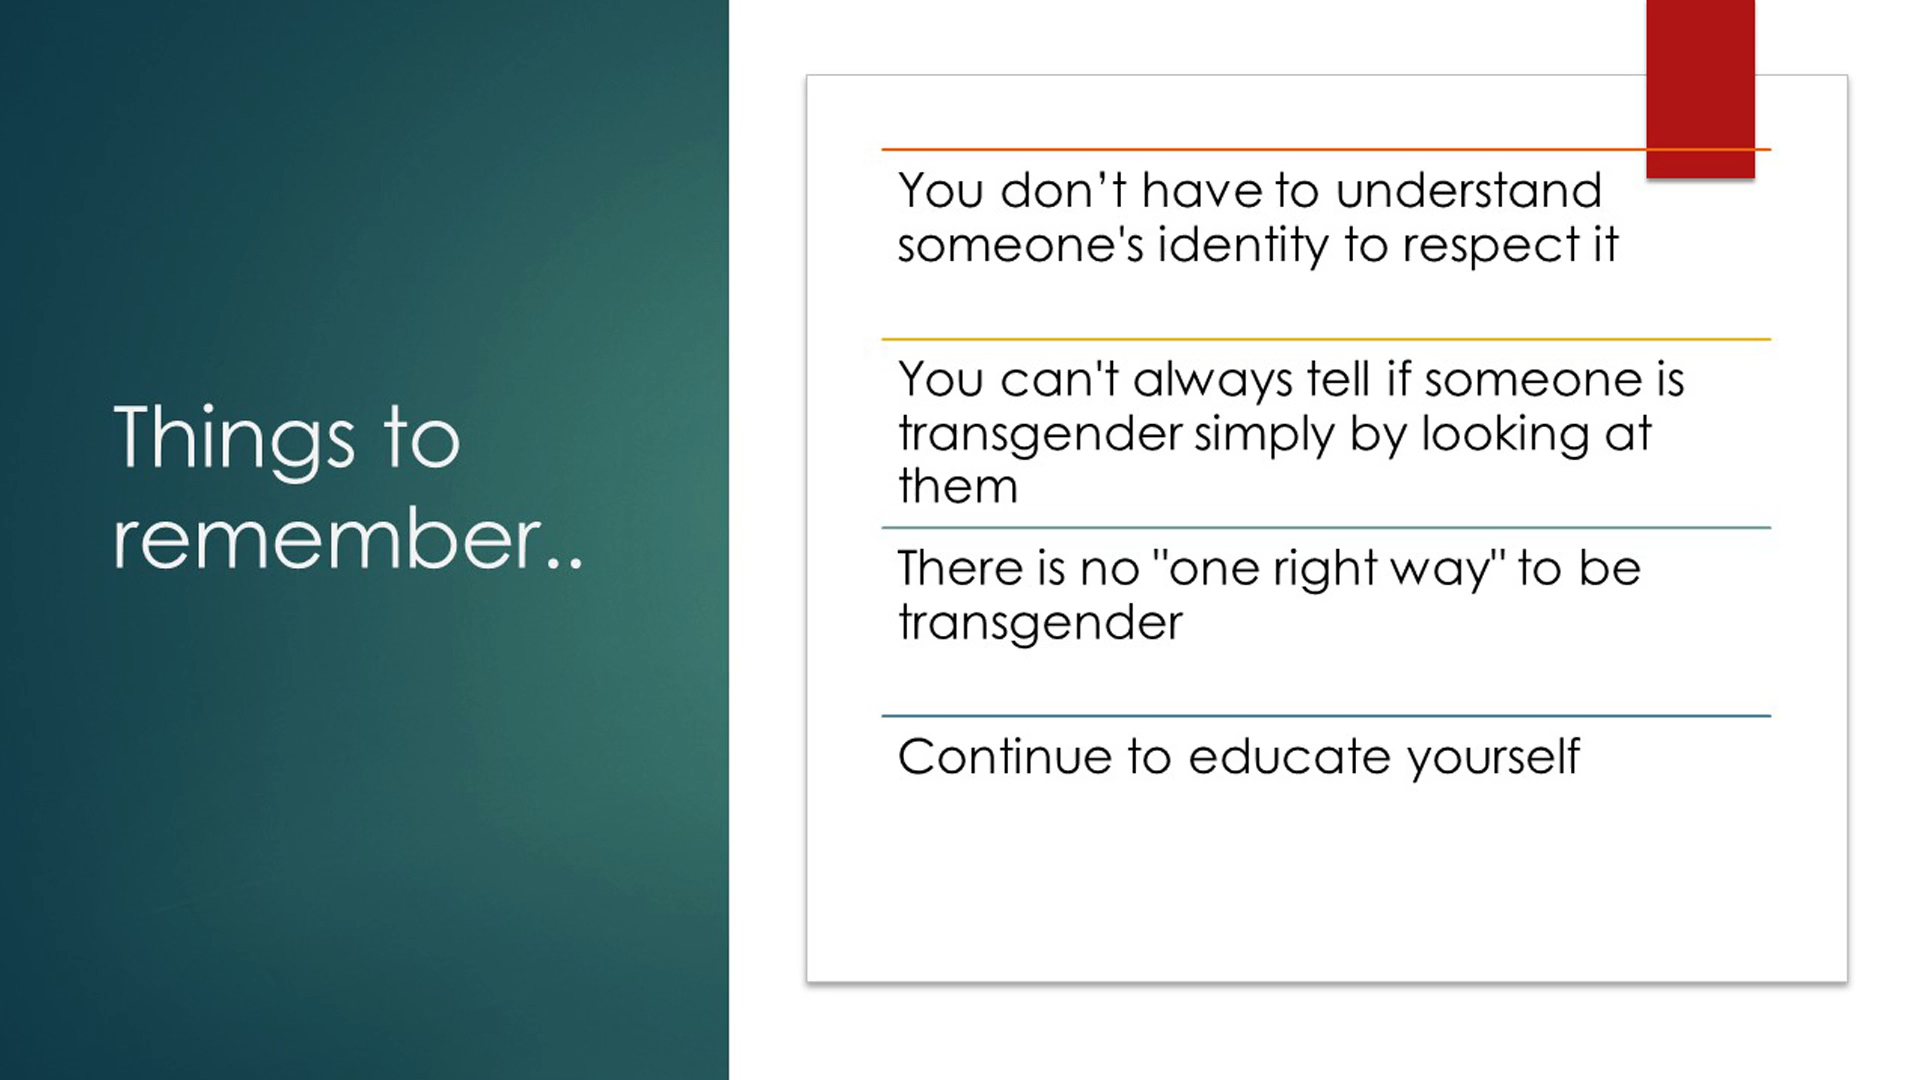 Things to
remember..
You don’t have to understand
someone's identity to respect it
You can't always tell if someone is
transgender simply by looking at
them
There is no "one right way" to be
transgender
Continue to educate yourself